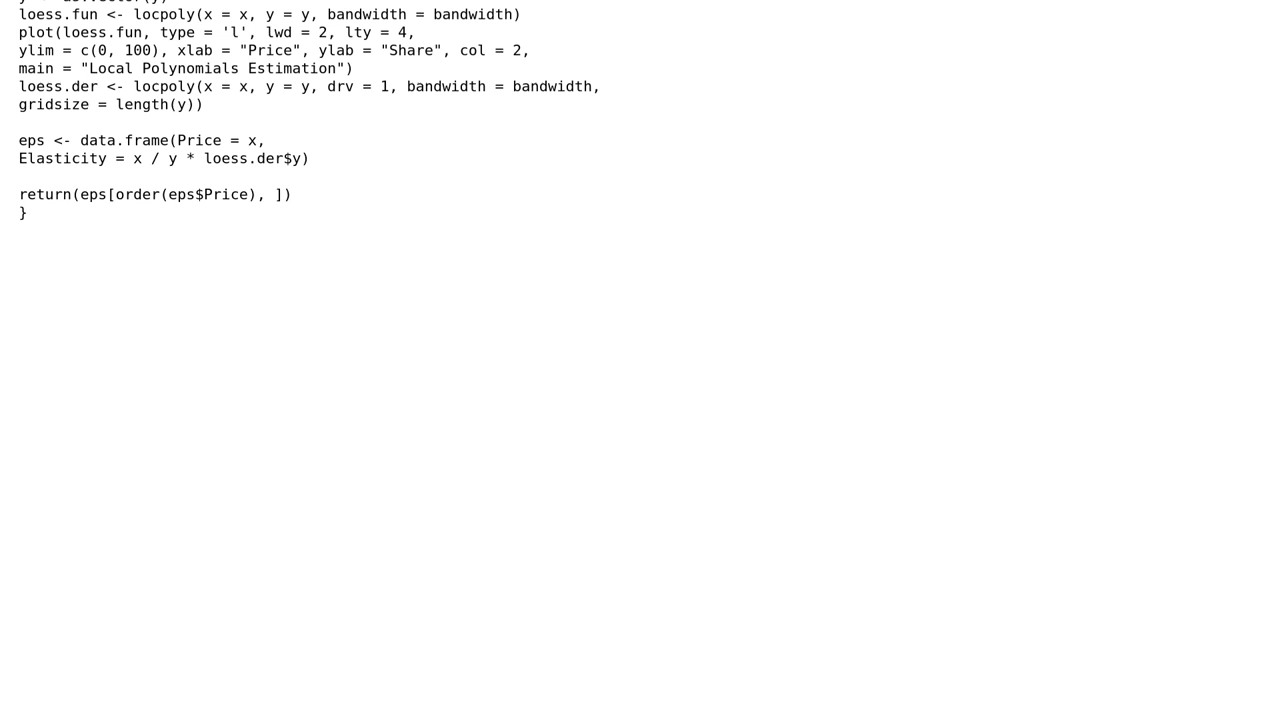 loess.fun <- locpoly(x = x, y = y, bandwidth = bandwidth)
plot(loess.fun, type = 'l', lwd = 2, lty = 4,
ylim = c(0, 100), xlab = "Price", ylab = "Share", col = 2,
main = "Local Polynomials Estimation")
loess.der <- locpoly(x = x, y = y, drv = 1, bandwidth = bandwidth,
gridsize = length(y))

eps <- data.frame(Price = x,
Elasticity = x / y * loess.der$y)

return(eps[order(eps$Price), ])
}